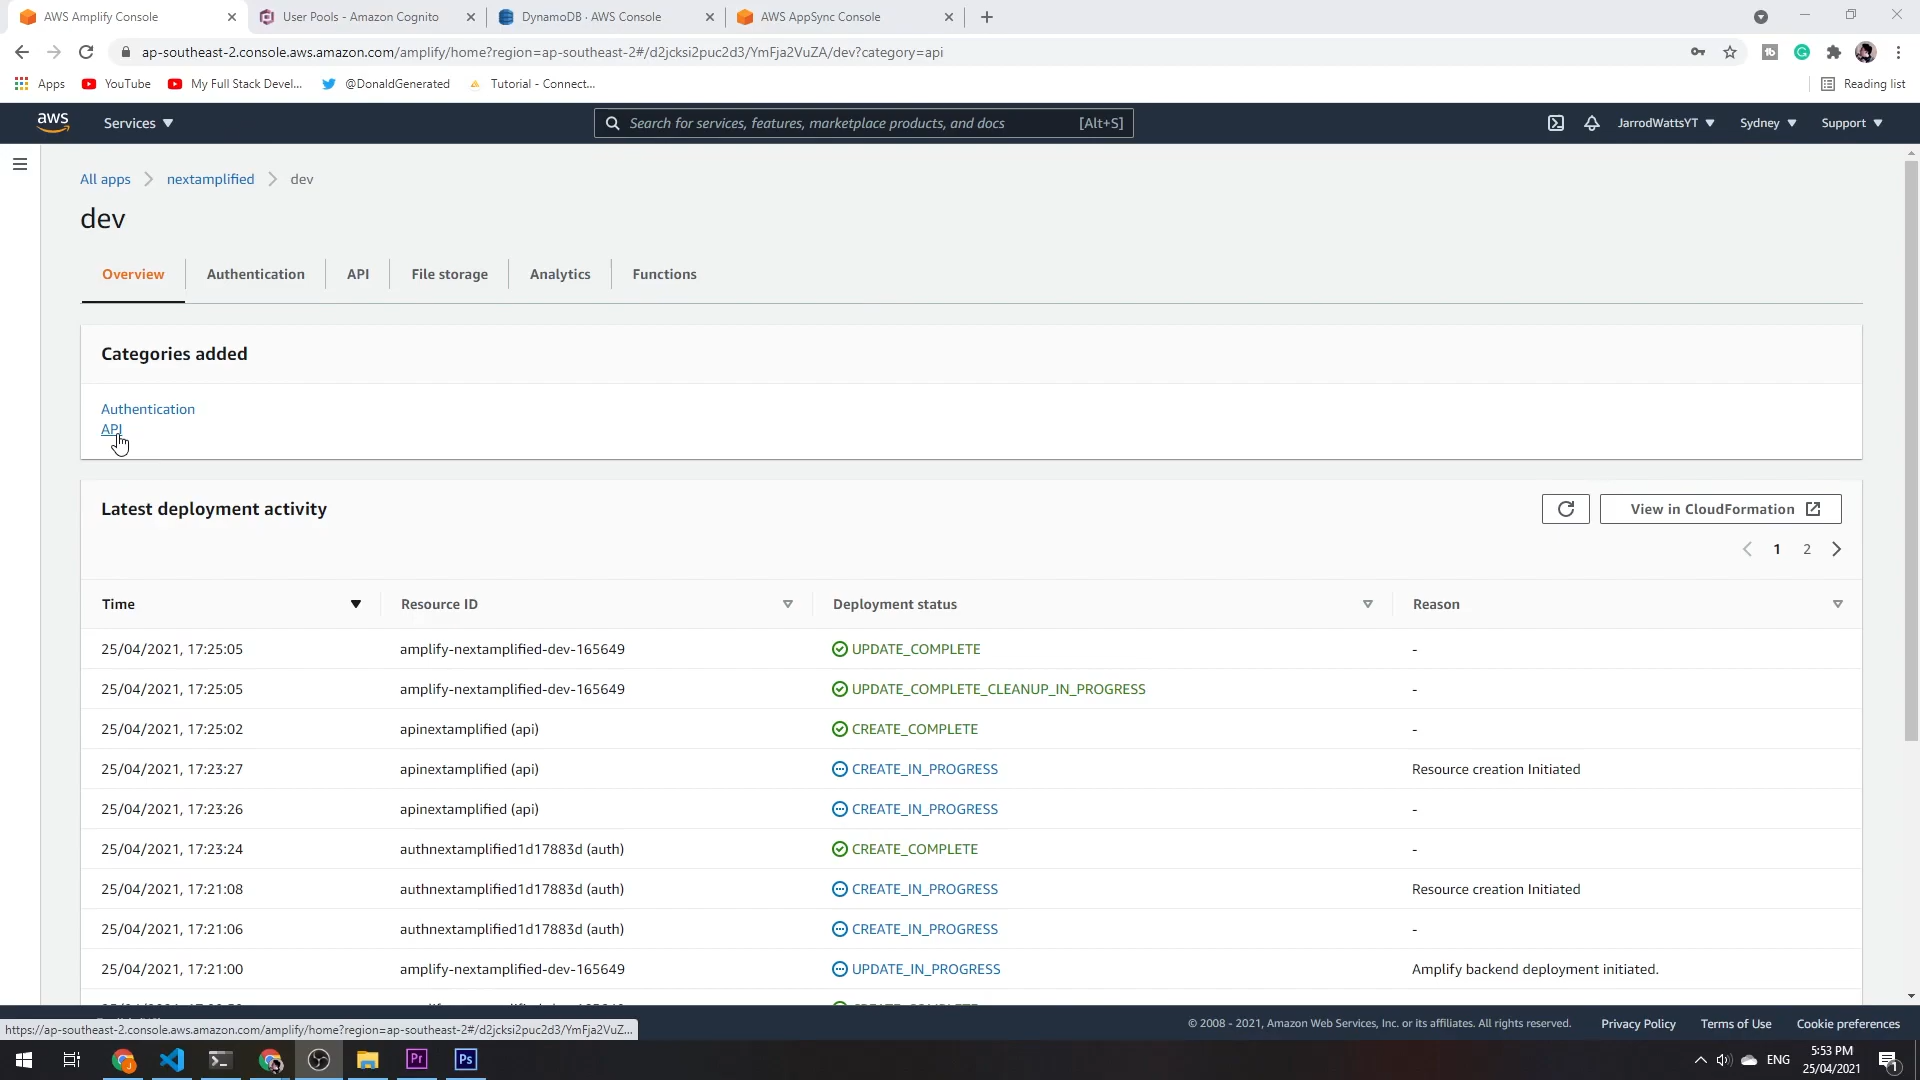 AWS Amplify Console
User Pools - Amazon Cognito
DynamoDB · AWS Console
AWS AppSync Console
ap-southeast-2.console.aws.amazon.com/amplify/home?region=ap-southeast-2#/d2jcksi2puc2d3/YmFja2VuZA/dev?category=api
Apps
YouTube
My Full Stack Devel...
@DonaldGenerated
Tutorial - Connect...
Reading list
aws
Services
Search for services, features, marketplace products, and docs
[Alt+S]
JarrodWattsYT
Sydney
Support
All apps
nextamplified
dev
dev
Overview
Authentication
API
File storage
Analytics
Functions
Categories added
Authentication
API
Latest deployment activity
View in CloudFormation
1 2
Time Resource ID Deployment status Reason
25/04/2021, 17:25:05 amplify-nextamplified-dev-165649 UPDATE_COMPLETE -
25/04/2021, 17:25:05 amplify-nextamplified-dev-165649 UPDATE_COMPLETE_CLEANUP_IN_PROGRESS -
25/04/2021, 17:25:02 apinextamplified (api) CREATE_COMPLETE -
25/04/2021, 17:23:27 apinextamplified (api) CREATE_IN_PROGRESS Resource creation Initiated
25/04/2021, 17:23:26 apinextamplified (api) CREATE_IN_PROGRESS -
25/04/2021, 17:23:24 authnextamplified1d17883d (auth) CREATE_COMPLETE -
25/04/2021, 17:21:08 authnextamplified1d17883d (auth) CREATE_IN_PROGRESS Resource creation Initiated
25/04/2021, 17:21:06 authnextamplified1d17883d (auth) CREATE_IN_PROGRESS -
25/04/2021, 17:21:00 amplify-nextamplified-dev-165649 UPDATE_IN_PROGRESS Amplify backend deployment initiated.
https://ap-southeast-2.console.aws.amazon.com/amplify/home?region=ap-southeast-2#/d2jcksi2puc2d3/YmFja2VuZ...
© 2008 - 2021, Amazon Web Services, Inc. or its affiliates. All rights reserved.
Privacy Policy
Terms of Use
Cookie preferences
Pr
Ps
ENG
5:53 PM
25/04/2021
1